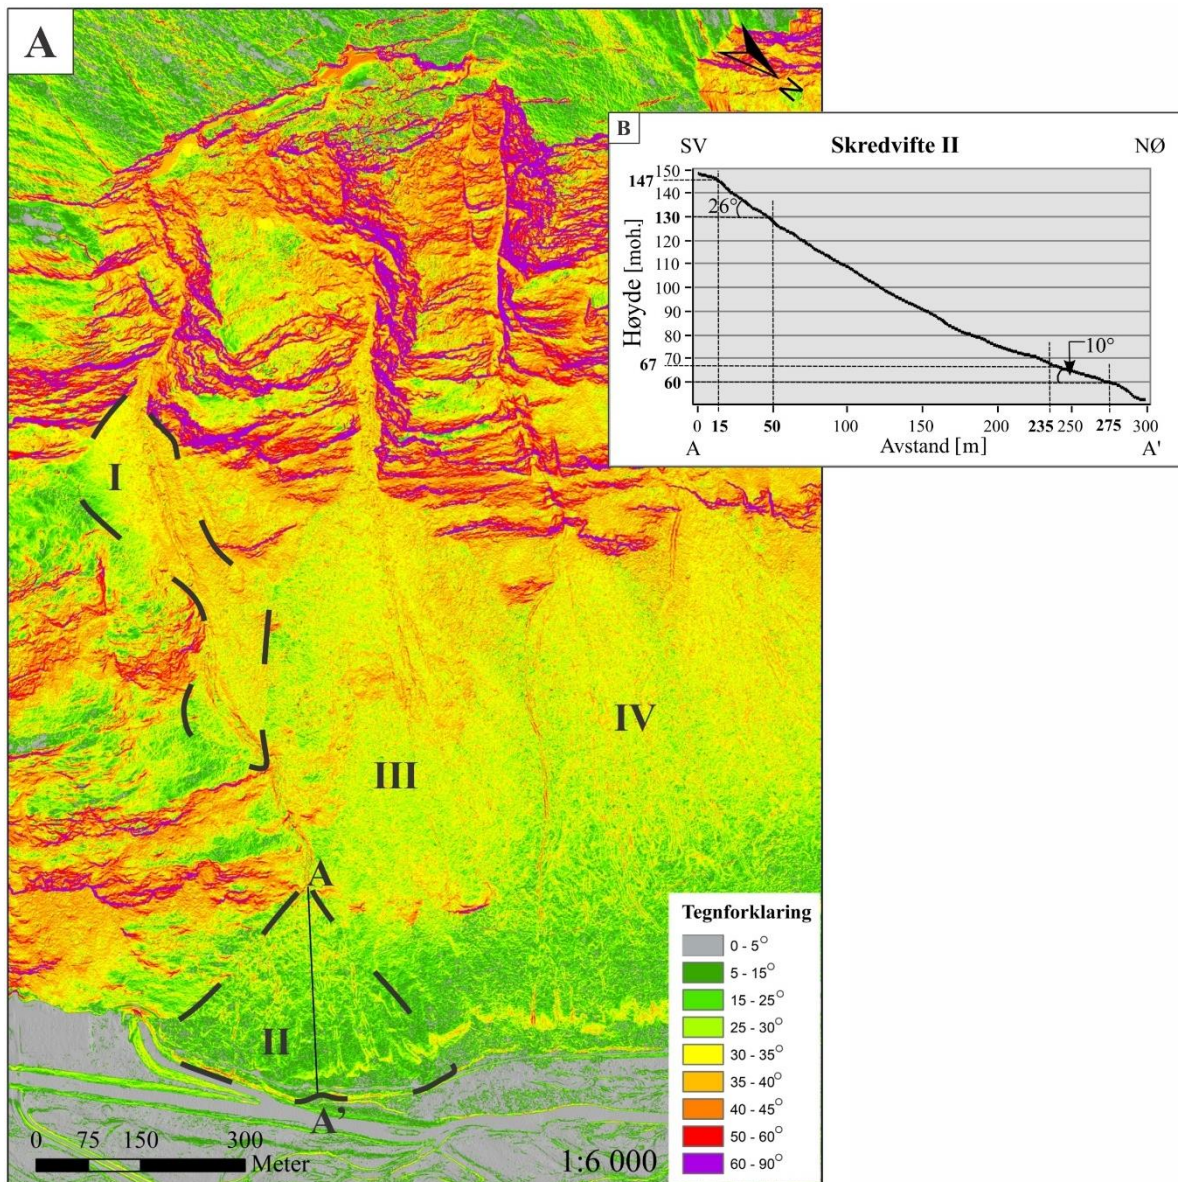 A
N
B
SV Skredvifte II NØ
Høyde [moh.]
150
147
140
130
120
110
100
90
80
70
67
60
26°
10°
0 15 50 100 150 200 235 250 275 300
A Avstand [m] A'
I
IV
III
A
II
A'
Tegnforklaring
0 - 5°
5 - 15°
15 - 25°
25 - 30°
30 - 35°
35 - 40°
40 - 45°
50 - 60°
60 - 90°
0 75 150 300
Meter
1:6 000